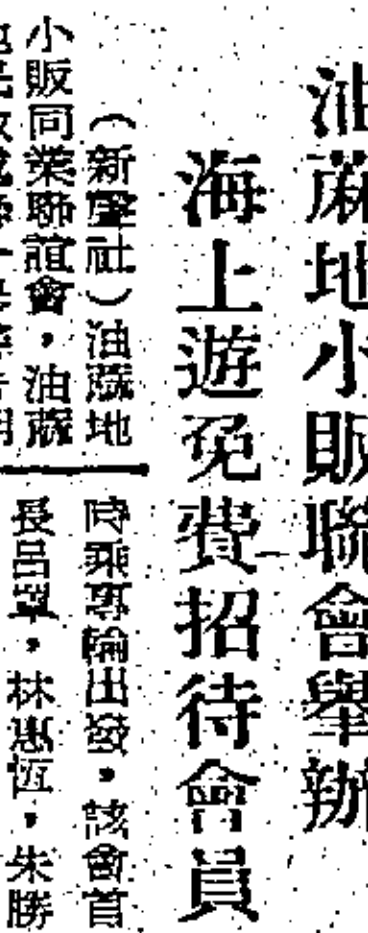 油蔴地小販聯會舉辦
海上遊免費招待會員
（新聲社）油蔴地
小販同業聯誼會，油蔴
時乘專輪出發，該會首
長呂單，林惠恆，朱勝